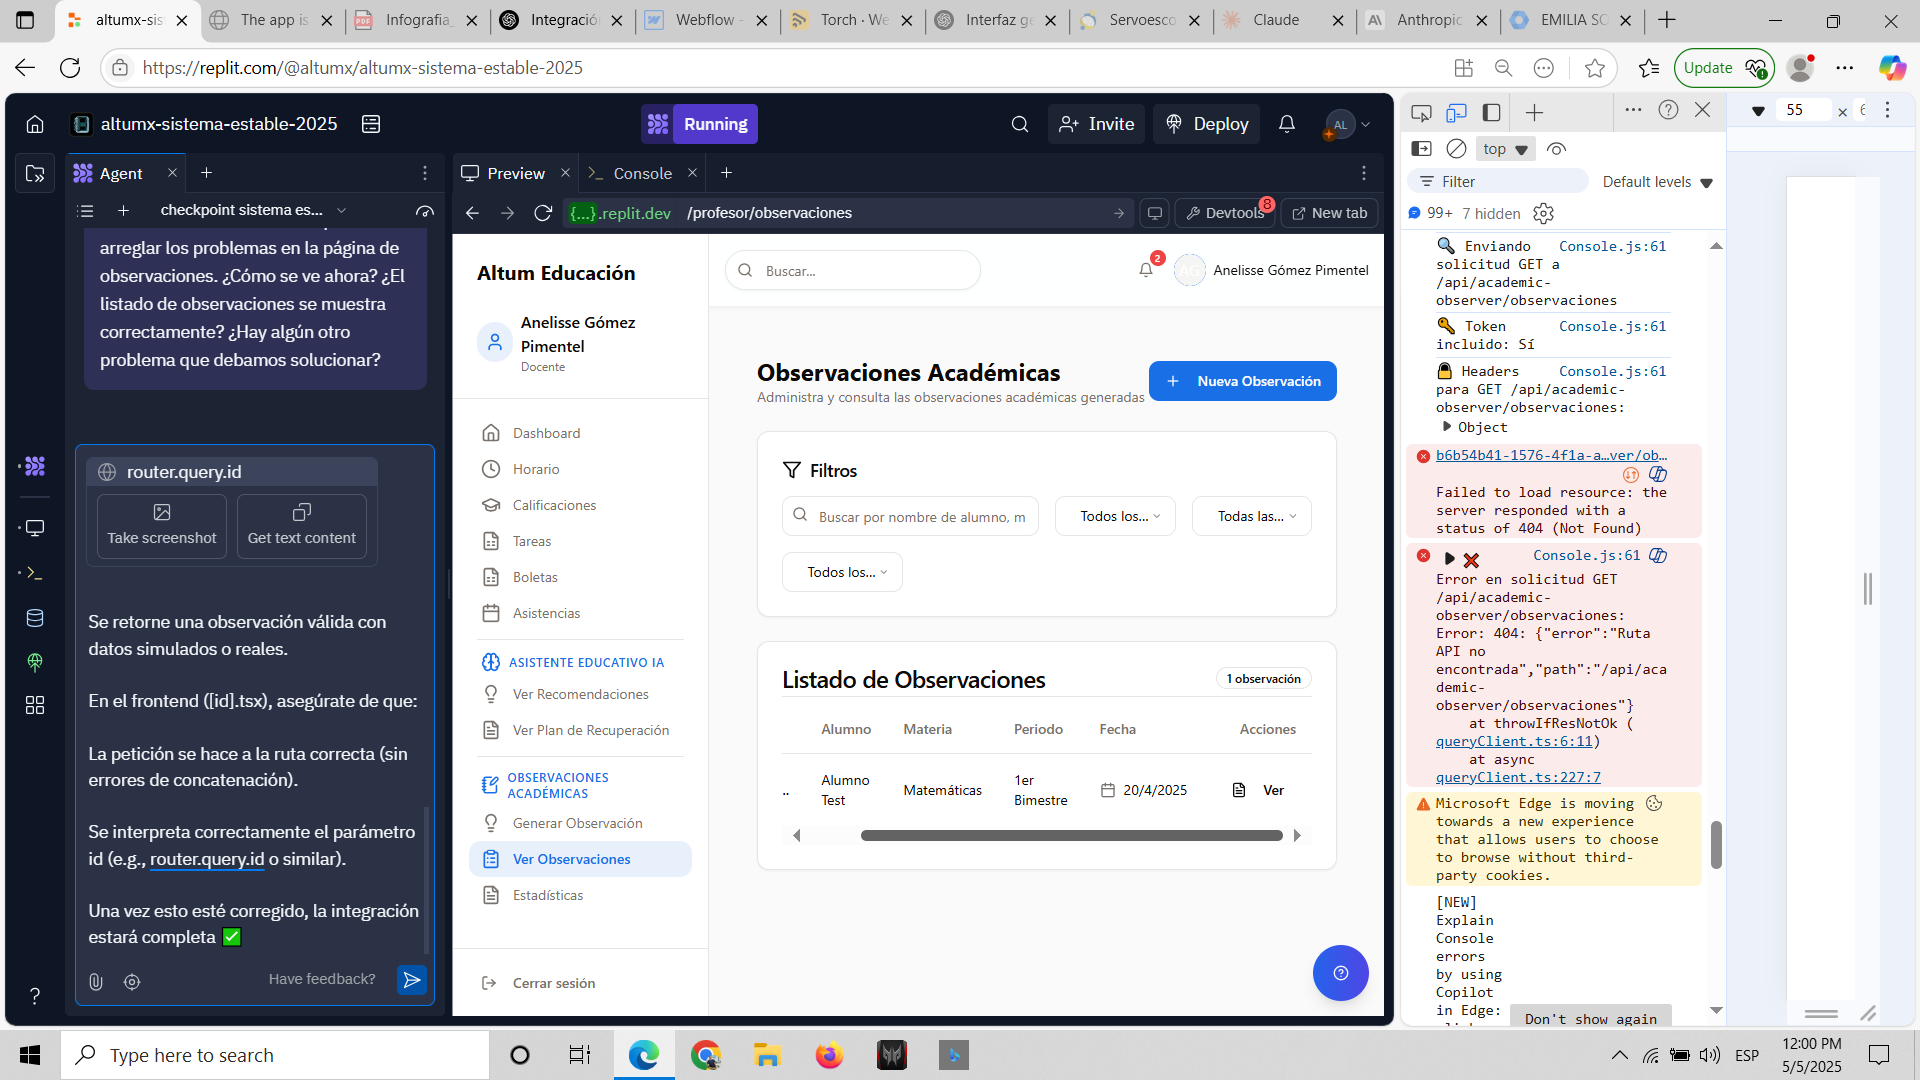 altumx-sis
The app is
Infografia_
Integración
Webflow -
Torch · We
Interfaz ge
Servoesco
Claude
Anthropic
EMILIA SC
https://replit.com/@altumx/altumx-sistema-estable-2025
Update
altumx-sistema-estable-2025
Running
Invite
Deploy
AL
Agent
Preview
Console
checkpoint sistema es...
{...}.replit.dev
/profesor/observaciones
Devtools
8
New tab
arreglar los problemas en la página de
observaciones. ¿Cómo se ve ahora? ¿El
listado de observaciones se muestra
correctamente? ¿Hay algún otro
problema que debamos solucionar?
router.query.id
Take screenshot
Get text content
Se retorne una observación válida con
datos simulados o reales.
En el frontend ([id].tsx), asegúrate de que:
La petición se hace a la ruta correcta (sin
errores de concatenación).
Se interpreta correctamente el parámetro
id (e.g., router.query.id o similar).
Una vez esto esté corregido, la integración
estará completa ✅
Have feedback?
Altum Educación
Anelisse Gómez
Pimentel
Docente
Dashboard
Horario
Calificaciones
Tareas
Boletas
Asistencias
ASISTENTE EDUCATIVO IA
Ver Recomendaciones
Ver Plan de Recuperación
OBSERVACIONES
ACADÉMICAS
Generar Observación
Ver Observaciones
Estadísticas
Cerrar sesión
Buscar...
2
AG
Anelisse Gómez Pimentel
Observaciones Académicas
Administra y consulta las observaciones académicas generadas
+ Nueva Observación
Filtros
Buscar por nombre de alumno, m
Todos los...
Todas las...
Todos los...
Listado de Observaciones
1 observación
Alumno Materia Periodo Fecha Acciones
..
Alumno
Test
Matemáticas
1er
Bimestre
20/4/2025
Ver
top
Filter
Default levels
99+
7 hidden
55
×
🔍 Enviando Console.js:61
solicitud GET a
/api/academic-
observer/observaciones
🔑 Token Console.js:61
incluido: Sí
🔒 Headers Console.js:61
para GET /api/academic-
observer/observaciones:
Object
b6b54b41-1576-4f1a-a…ver/ob…
Failed to load resource: the
server responded with a
status of 404 (Not Found)
❌ Console.js:61
Error en solicitud GET
/api/academic-
observer/observaciones:
Error: 404: {"error":"Ruta
API no
encontrada","path":"/api/aca
demic-
observer/observaciones"}
at throwIfResNotOk (
queryClient.ts:6:11)
at async
queryClient.ts:227:7
Microsoft Edge is moving
towards a new experience
that allows users to choose
to browse without third-
party cookies.
[NEW]
Explain
Console
errors
by using
Copilot
in Edge:
Don't show again
Type here to search
ESP
12:00 PM
5/5/2025